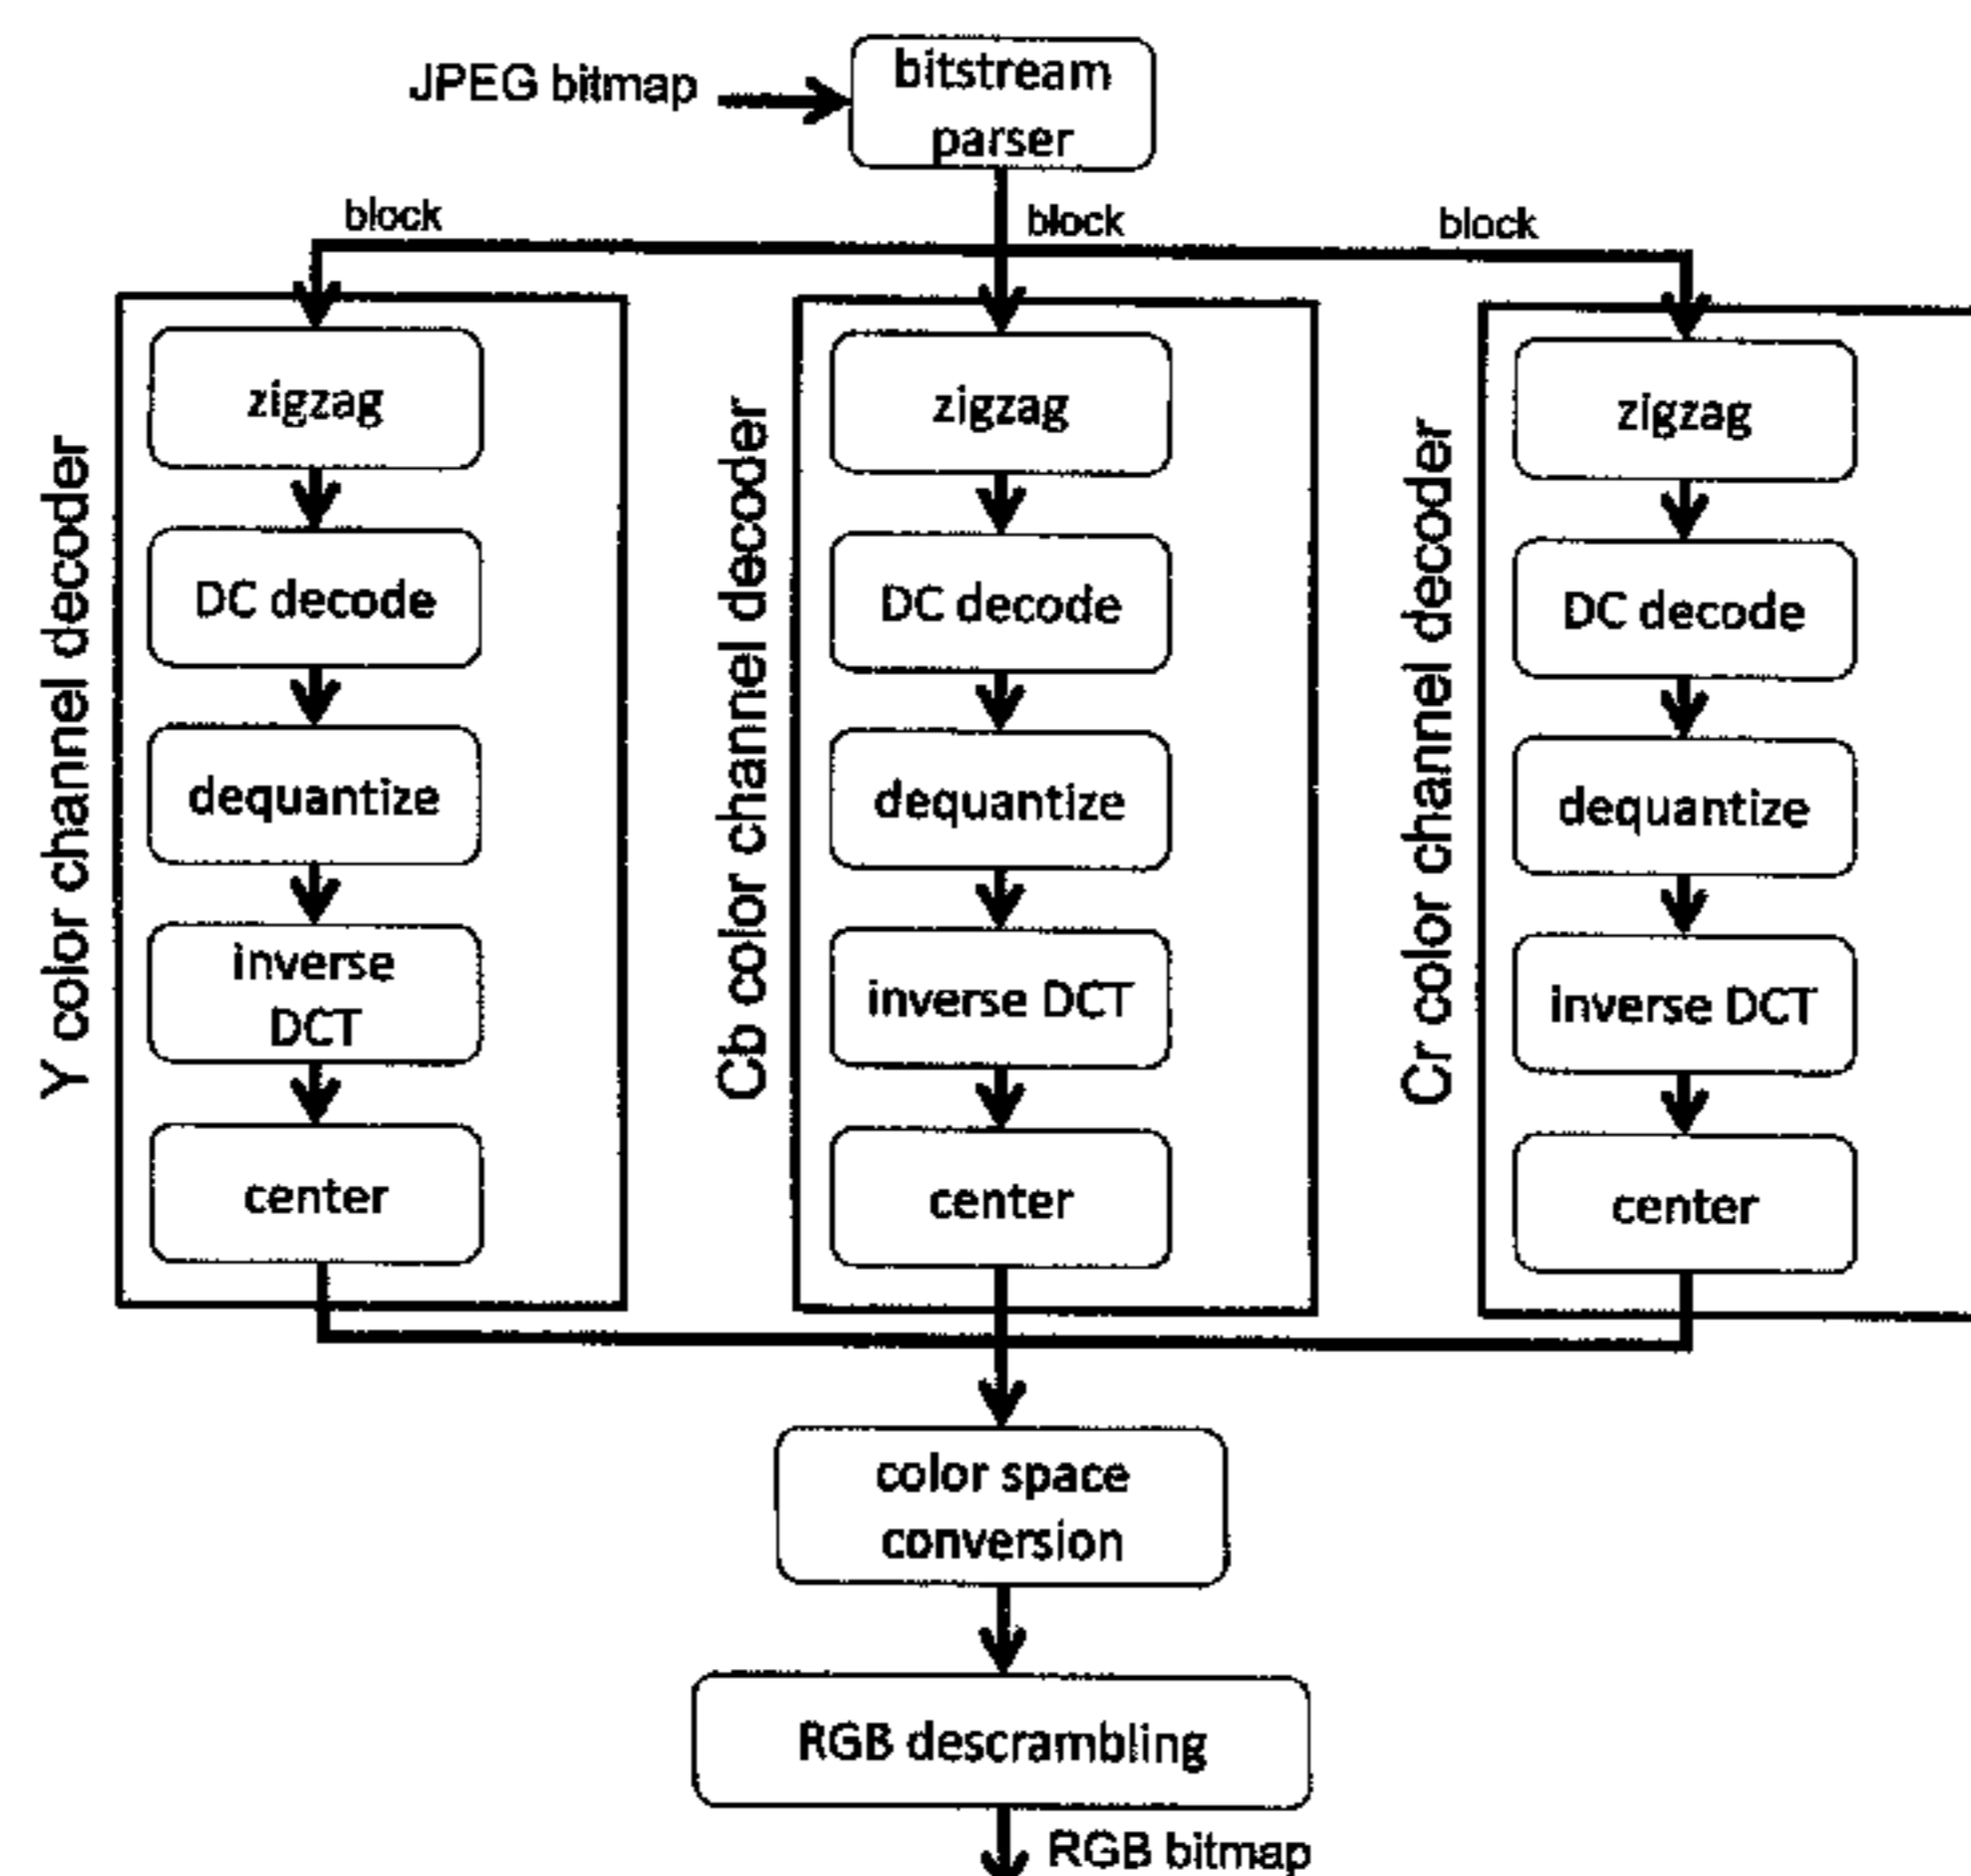 JPEG bitmap
bitstream
parser
block
block
block
Y color channel decoder
zigzag
DC decode
dequantize
inverse
DCT
center
Cb color channel decoder
zigzag
DC decode
dequantize
inverse DCT
center
Cr color channel decoder
zigzag
DC decode
dequantize
inverse DCT
center
color space
conversion
RGB descrambling
RGB bitmap